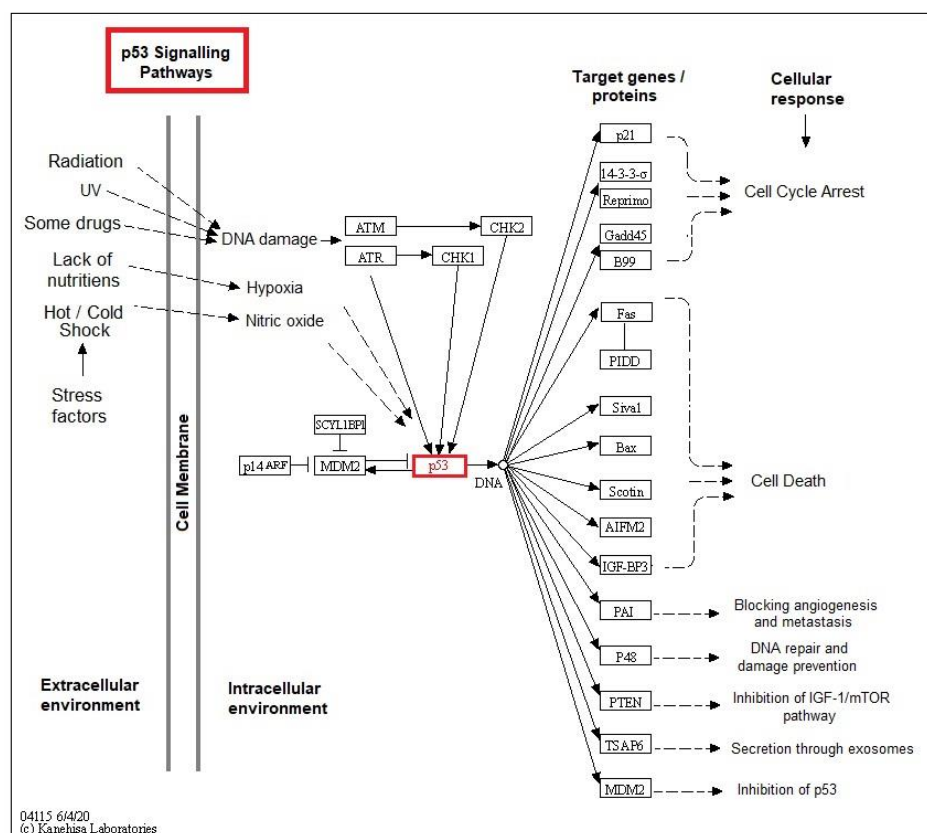 p53 Signalling
Pathways
Target genes /
proteins
Cellular
response
Radiation
UV
Some drugs
Lack of
nutritiens
Hot / Cold
Shock
Stress
factors
DNA damage
Hypoxia
Nitric oxide
ATM
CHK2
ATR
CHK1
SCYL1BP1
p14 ARF
MDM2
p53
DNA
Cell Membrane
p21
14-3-3-σ
Reprimo
Gadd45
B99
Fas
PIDD
Siva1
Bax
Scotin
AIFM2
IGF-BP3
PAI
P48
PTEN
TSAP6
MDM2
Cell Cycle Arrest
Cell Death
Blocking angiogenesis
and metastasis
DNA repair and
damage prevention
Inhibition of IGF-1/mTOR
pathway
Secretion through exosomes
Inhibition of p53
Extracellular
environment
Intracellular
environment
04115 6/4/20
(c) Kanehisa Laboratories